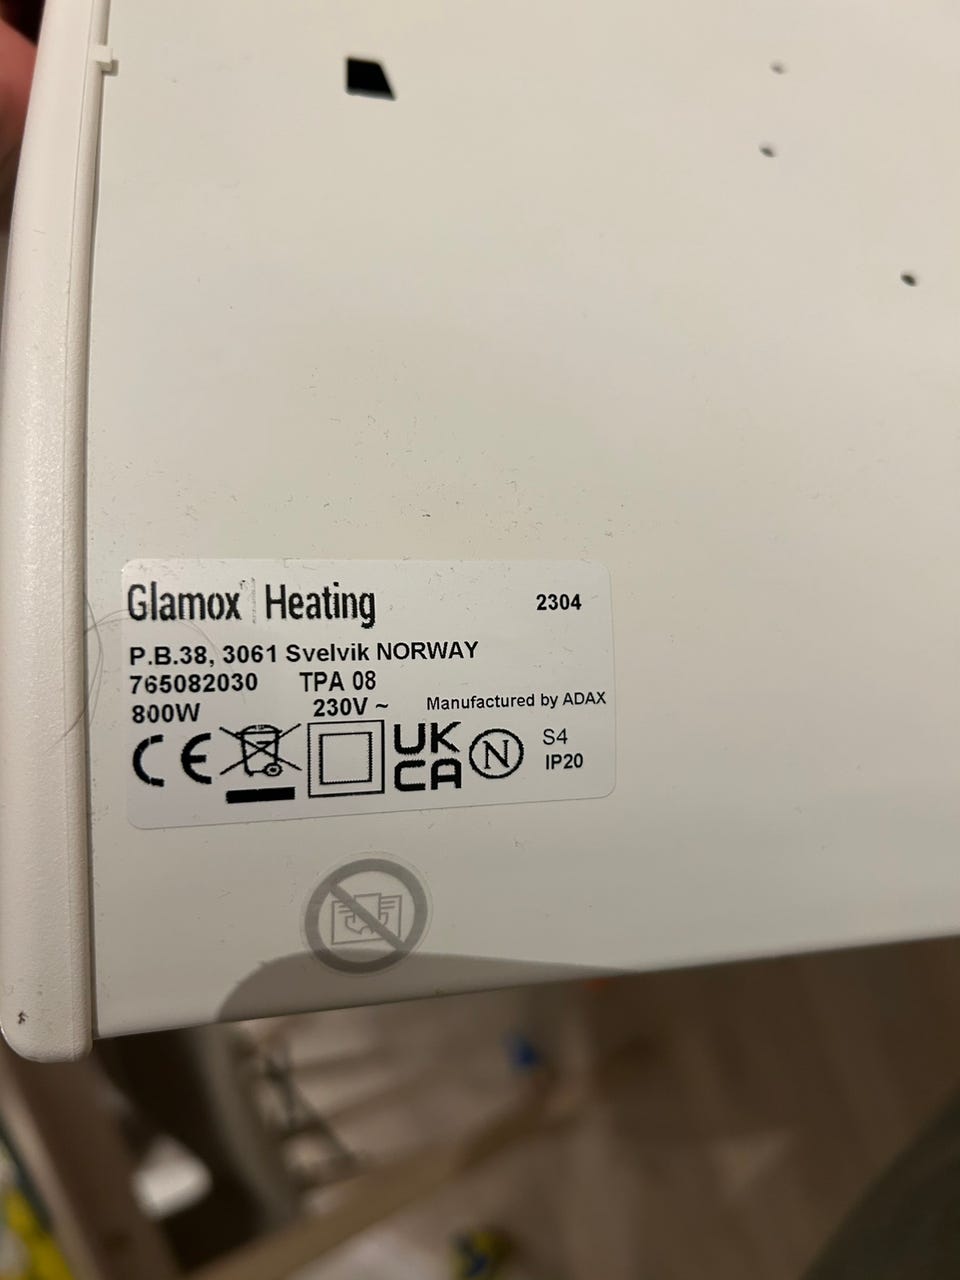 Glamox Heating 2304
P.B.38, 3061 Svelvik NORWAY
765082030 TPA 08
800W 230V ~ Manufactured by ADAX
CE UK CA N S4
IP20